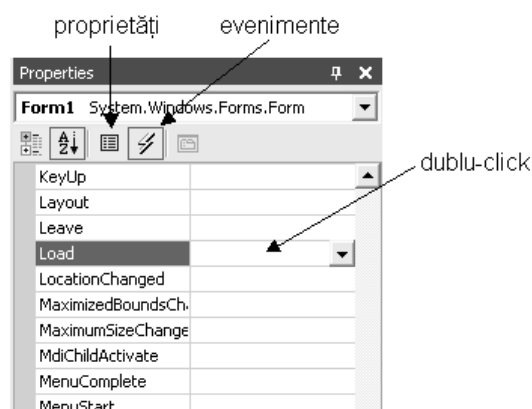 proprietăți evenimente
Properties
Form1 System.Windows.Forms.Form
KeyUp
Layout
dublu-click
Leave
Load
LocationChanged
MaximizedBoundsCh
MaximumSizeChange
MdiChildActivate
MenuComplete
MenuStart